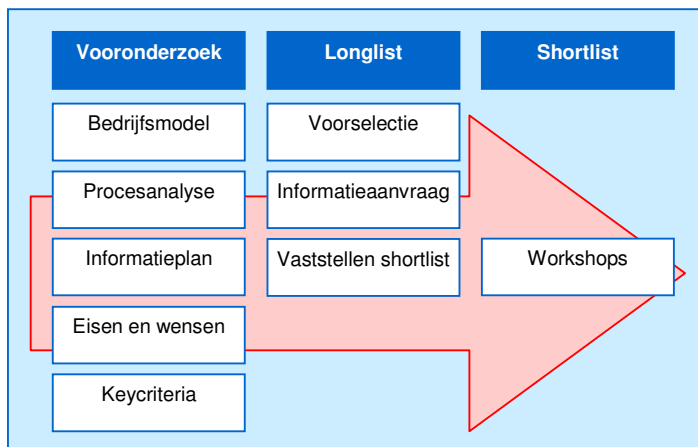 Vooronderzoek
Longlist
Shortlist
Bedrijfsmodel
Voorselectie
Procesanalyse
Informatieaanvraag
Informatieplan
Vaststellen shortlist
Workshops
Eisen en wensen
Keycriteria